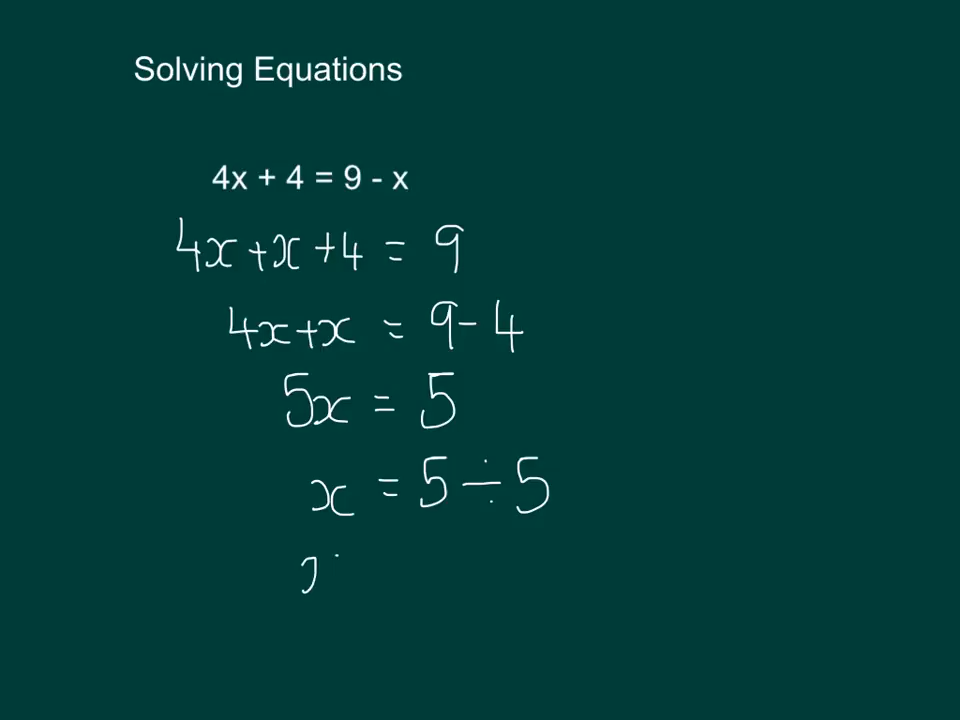 Solving Equations
4x + 4 = 9 - x
4x + x + 4 = 9
4x + x = 9 - 4
5x = 5
x = 5 ÷ 5